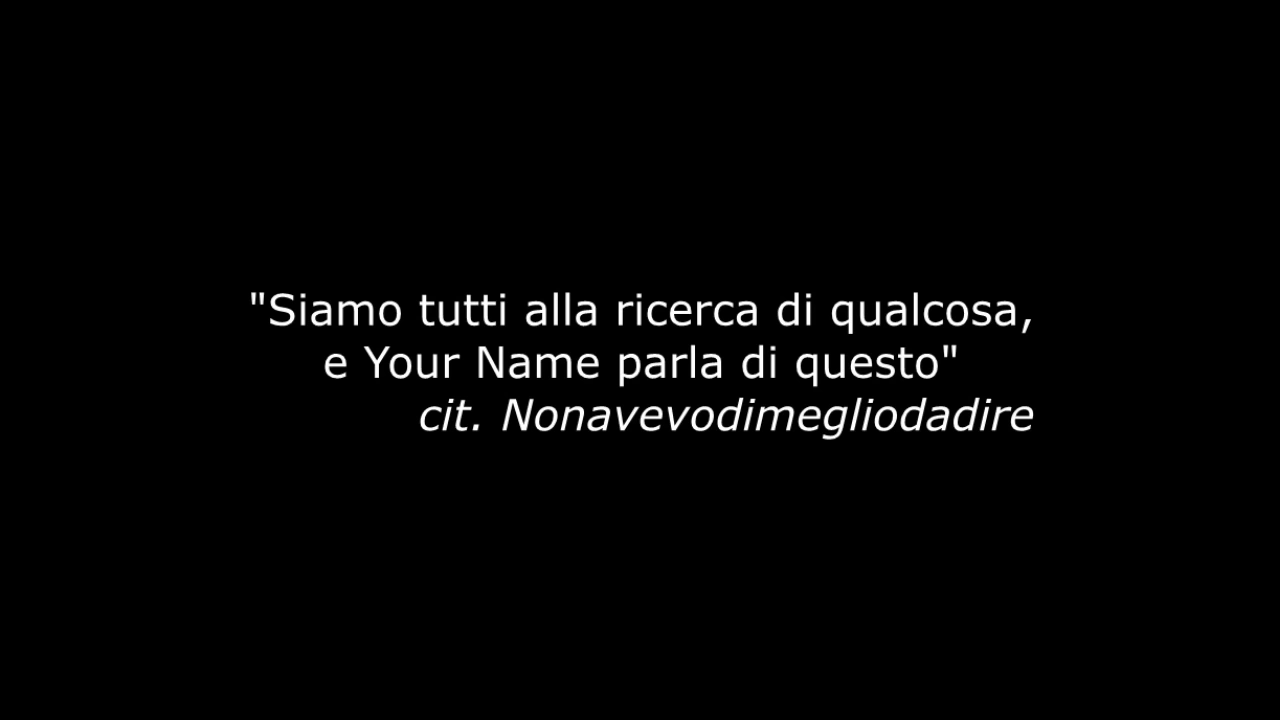 "Siamo tutti alla ricerca di qualcosa,
e Your Name parla di questo"
cit. Nonavevodimegliodadire